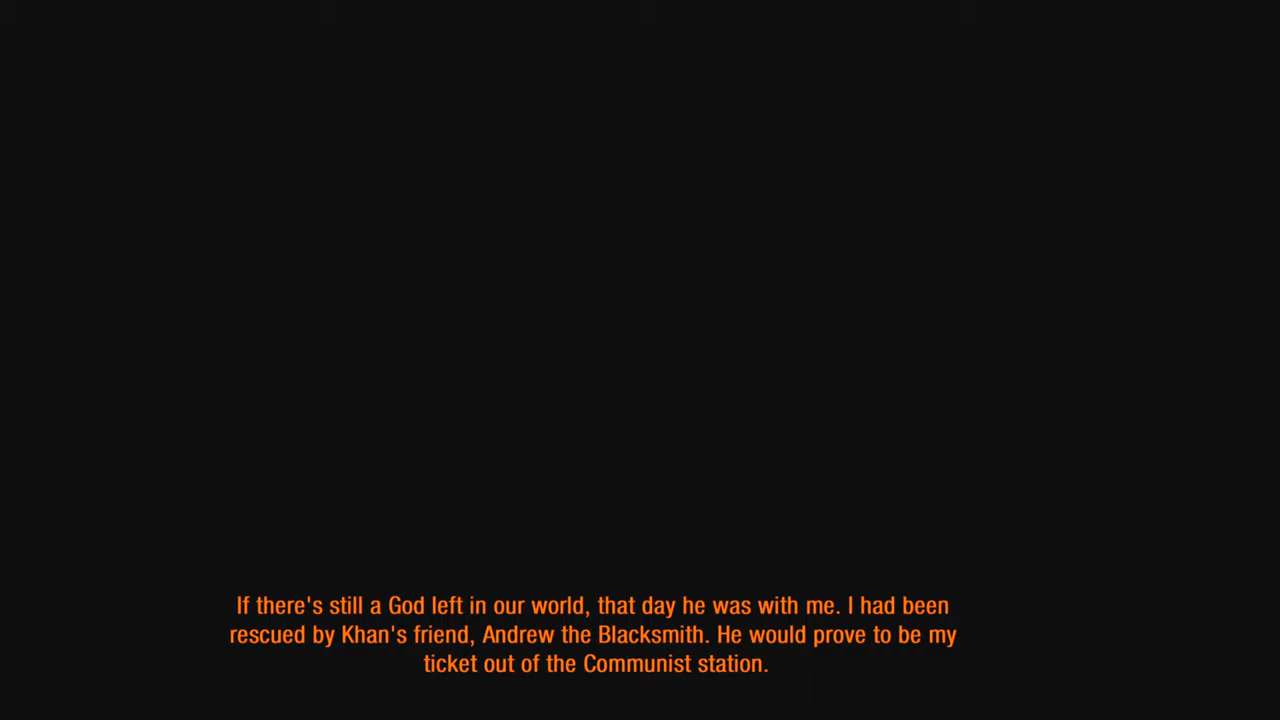 If there's still a God left in our world, that day he was with me. I had been
rescued by Khan's friend, Andrew the Blacksmith. He would prove to be my
ticket out of the Communist station.